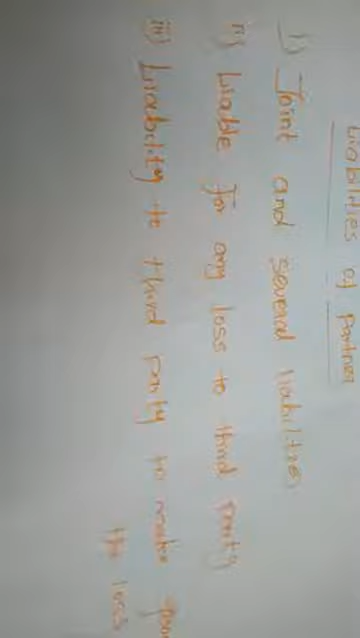 Liabilities of partner
i) Joint and several liabilities
ii) Liable for any loss to third party
iii) Liability to third party to make good
the loss